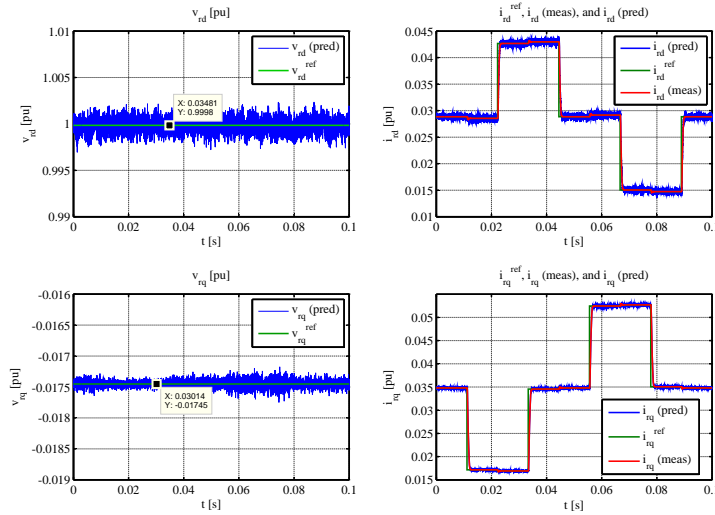 v_rd [pu]
1.01
1.005
1
0.995
0.99
v_rd [pu]
v_rd (pred)
v_rd^ref
X: 0.03481
Y: 0.9998
0 0.02 0.04 0.06 0.08 0.1
t [s]
i_rd^ref, i_rd (meas), and i_rd (pred)
0.045
0.04
0.035
0.03
0.025
0.02
0.015
0.01
i_rd [pu]
i_rd (pred)
i_rd^ref
i_rd (meas)
0 0.02 0.04 0.06 0.08 0.1
t [s]
v_rq [pu]
-0.016
-0.0165
-0.017
-0.0175
-0.018
-0.0185
-0.019
v_rq [pu]
v_rq (pred)
v_rq^ref
X: 0.03014
Y: -0.01745
0 0.02 0.04 0.06 0.08 0.1
t [s]
i_rq^ref, i_rq (meas), and i_rq (pred)
0.05
0.045
0.04
0.035
0.03
0.025
0.02
0.015
i_rq [pu]
i_rq (pred)
i_rq^ref
i_rq (meas)
0 0.02 0.04 0.06 0.08 0.1
t [s]